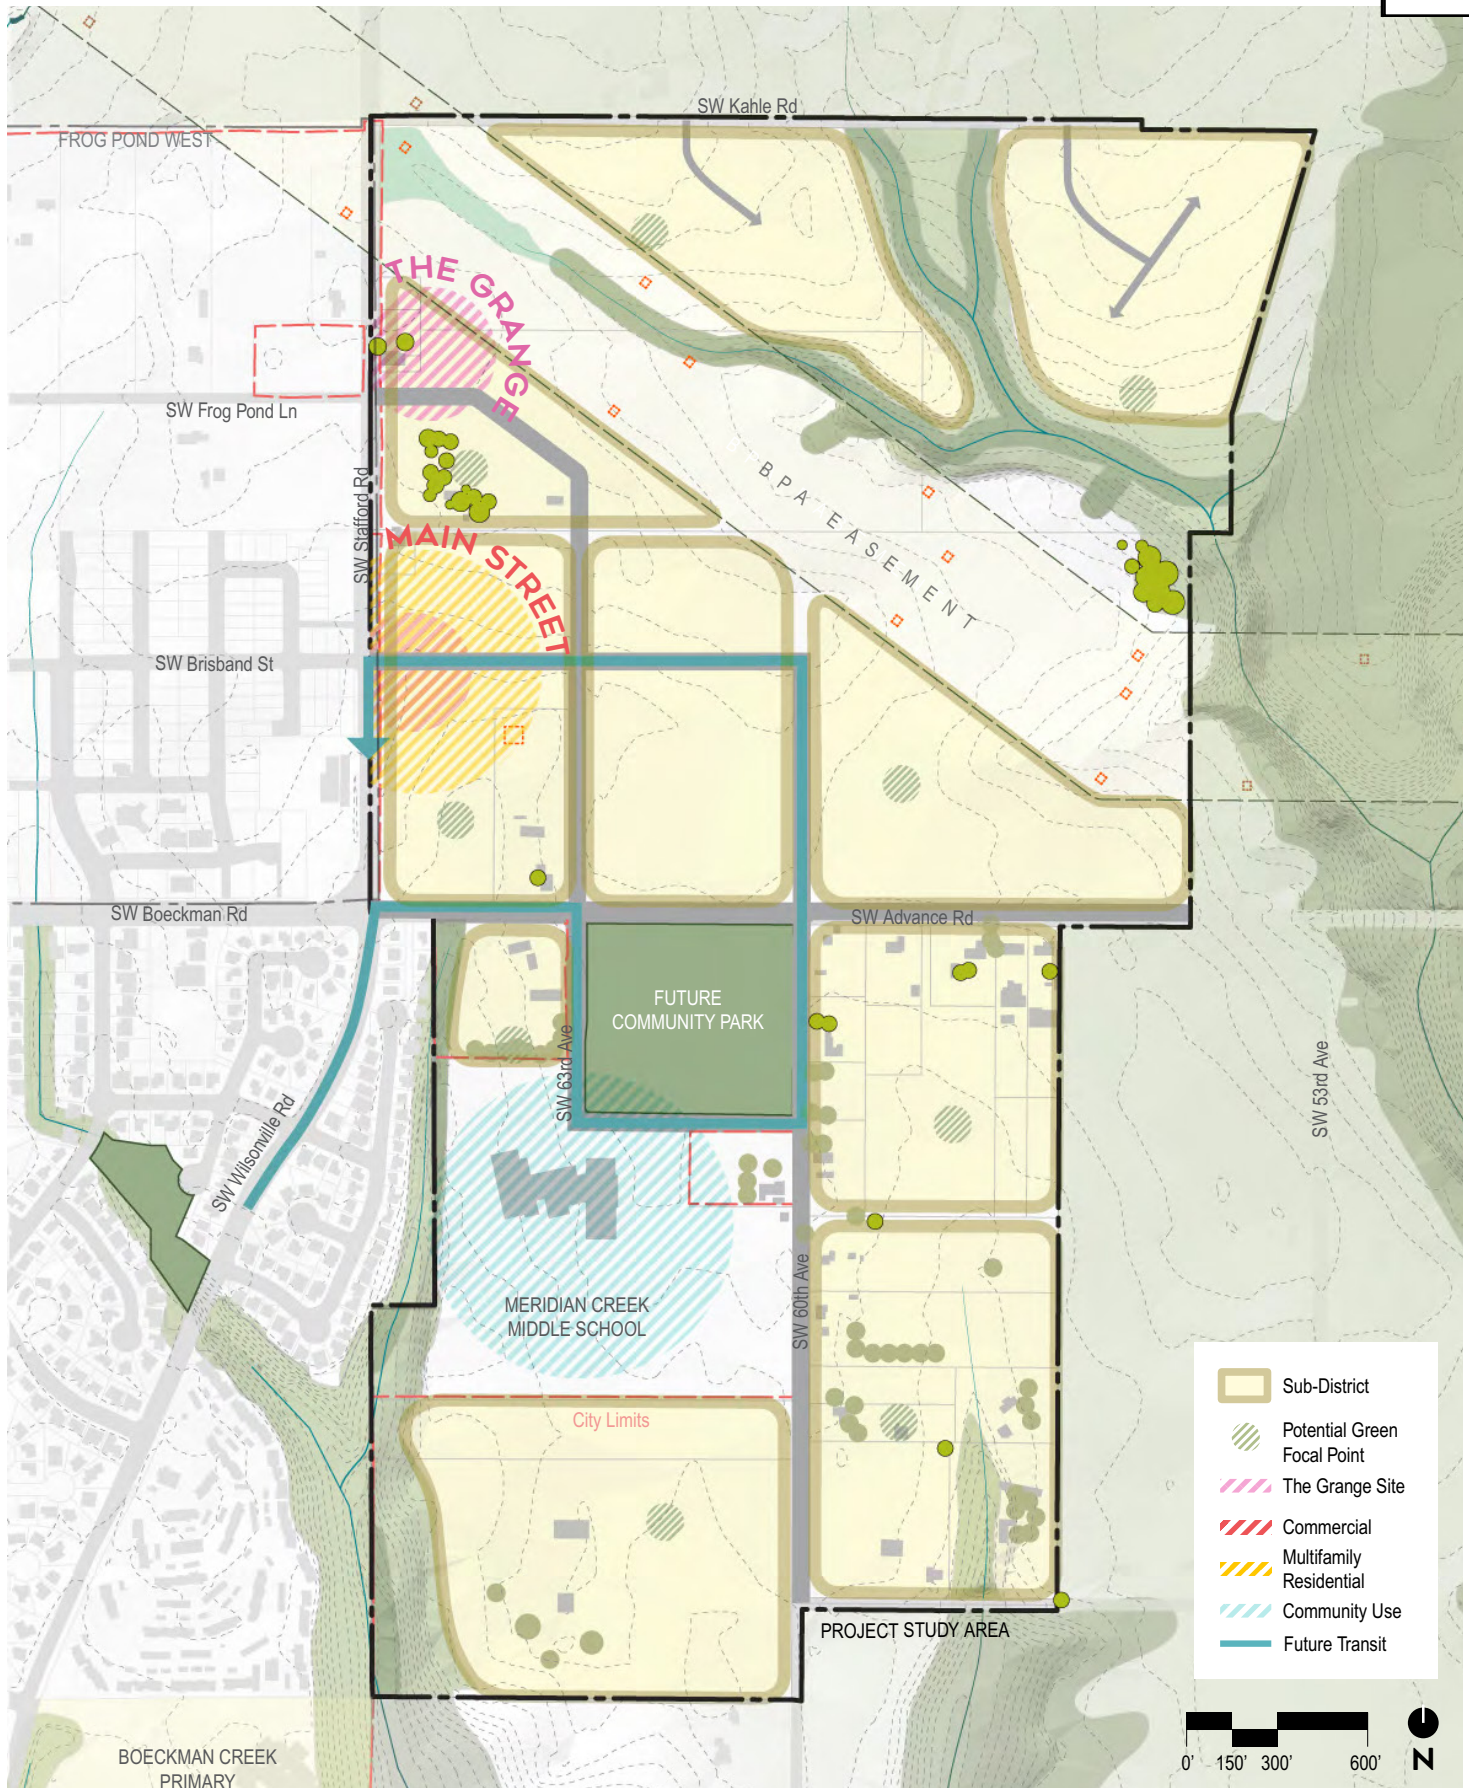 SW Kahle Rd
FROG POND WEST
THE GRANGE
SW Frog Pond Ln
SW Stafford Rd
BPA EASEMENT
MAIN STREET
SW Brisband St
SW Boeckman Rd
SW Advance Rd
FUTURE
COMMUNITY PARK
SW 63rd Ave
SW 53rd Ave
SW Wilsonville Rd
SW 60th Ave
MERIDIAN CREEK
MIDDLE SCHOOL
City Limits
PROJECT STUDY AREA
BOECKMAN CREEK
PRIMARY
Sub-District
Potential Green
Focal Point
The Grange Site
Commercial
Multifamily
Residential
Community Use
Future Transit
0' 150' 300' 600'
N